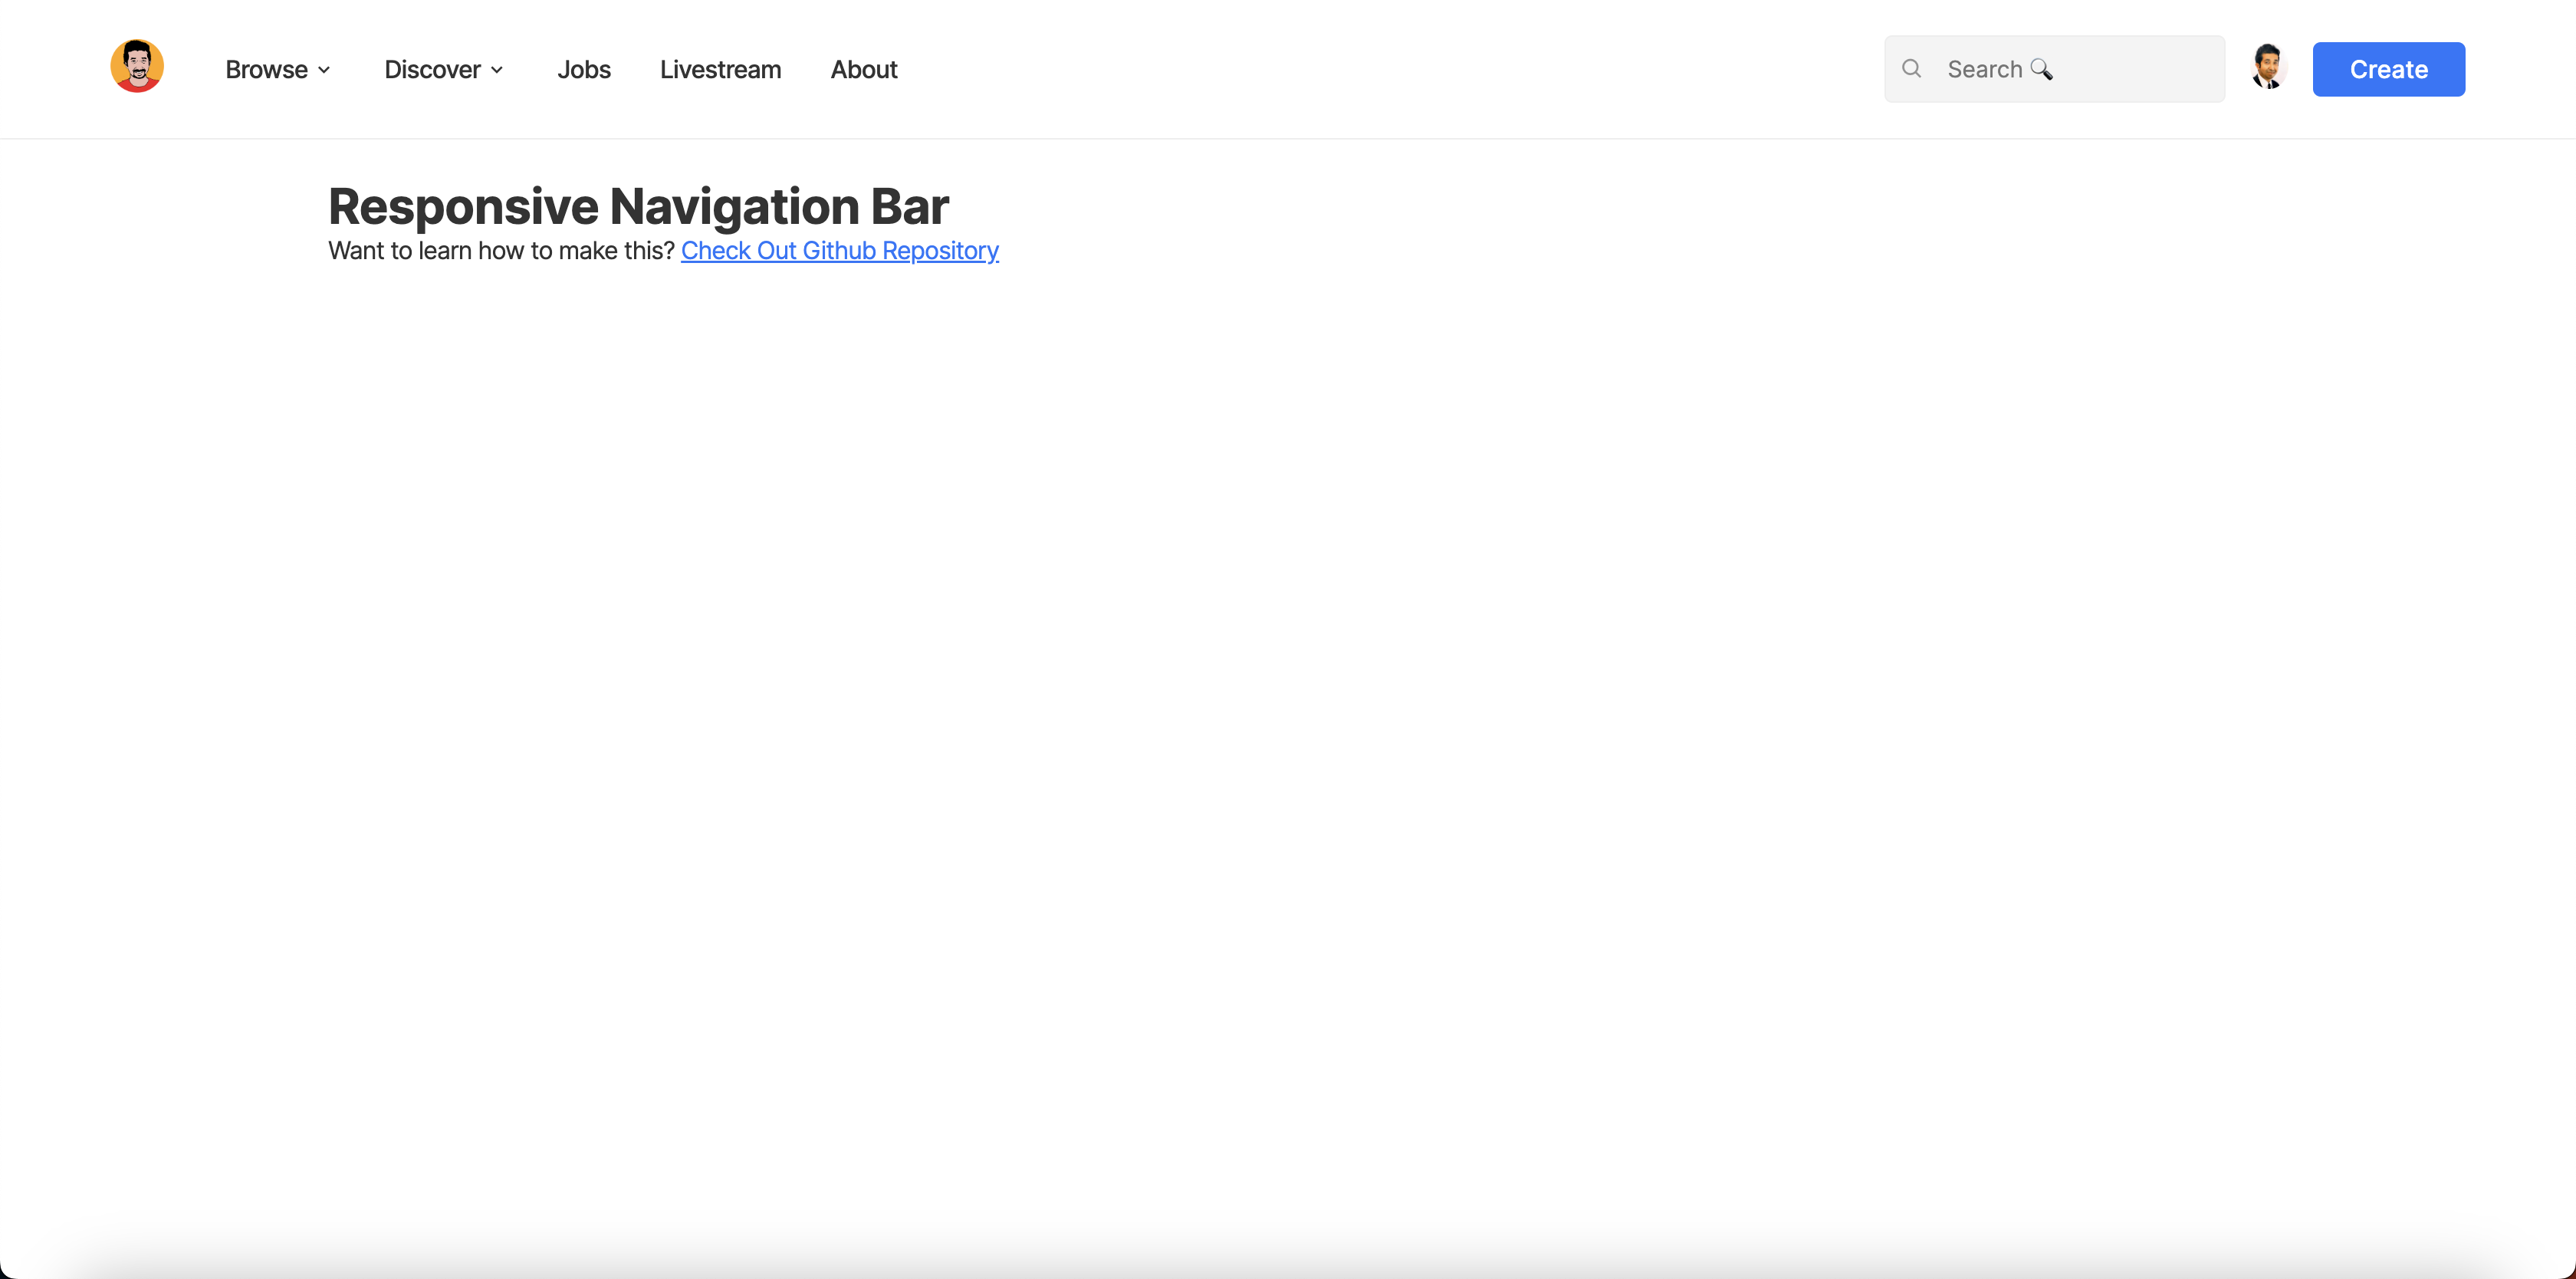 Browse Discover Jobs Livestream About Search 🔍 Create
Responsive Navigation Bar
Want to learn how to make this? Check Out Github Repository